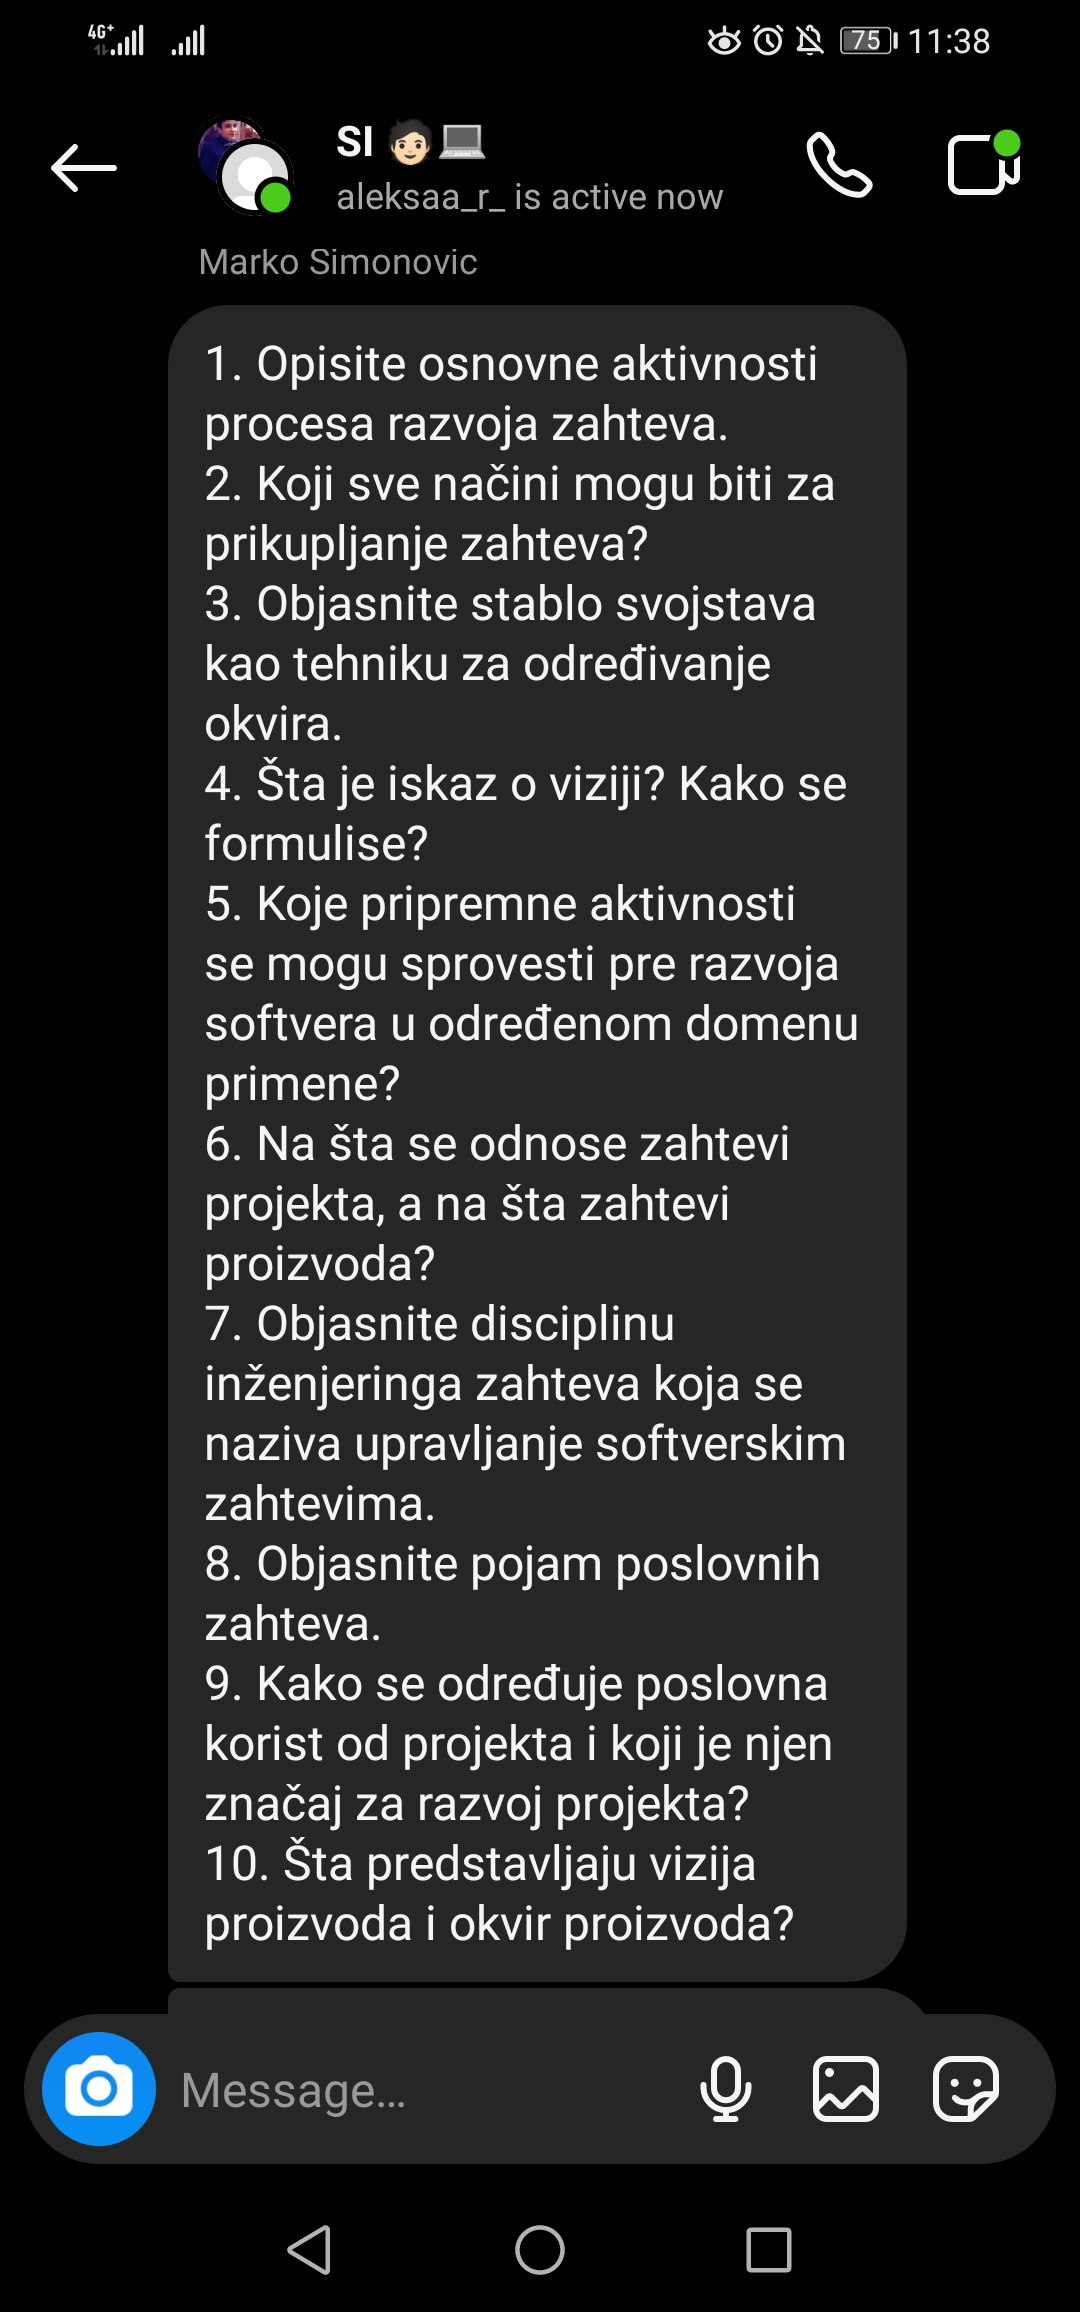 4G+
75 11:38
SI 🧑🏻💻
aleksaa_r_ is active now
Marko Simonovic
1. Opisite osnovne aktivnosti
procesa razvoja zahteva.
2. Koji sve načini mogu biti za
prikupljanje zahteva?
3. Objasnite stablo svojstava
kao tehniku za određivanje
okvira.
4. Šta je iskaz o viziji? Kako se
formulise?
5. Koje pripremne aktivnosti
se mogu sprovesti pre razvoja
softvera u određenom domenu
primene?
6. Na šta se odnose zahtevi
projekta, a na šta zahtevi
proizvoda?
7. Objasnite disciplinu
inženjeringa zahteva koja se
naziva upravljanje softverskim
zahtevima.
8. Objasnite pojam poslovnih
zahteva.
9. Kako se određuje poslovna
korist od projekta i koji je njen
značaj za razvoj projekta?
10. Šta predstavljaju vizija
proizvoda i okvir proizvoda?
Message...